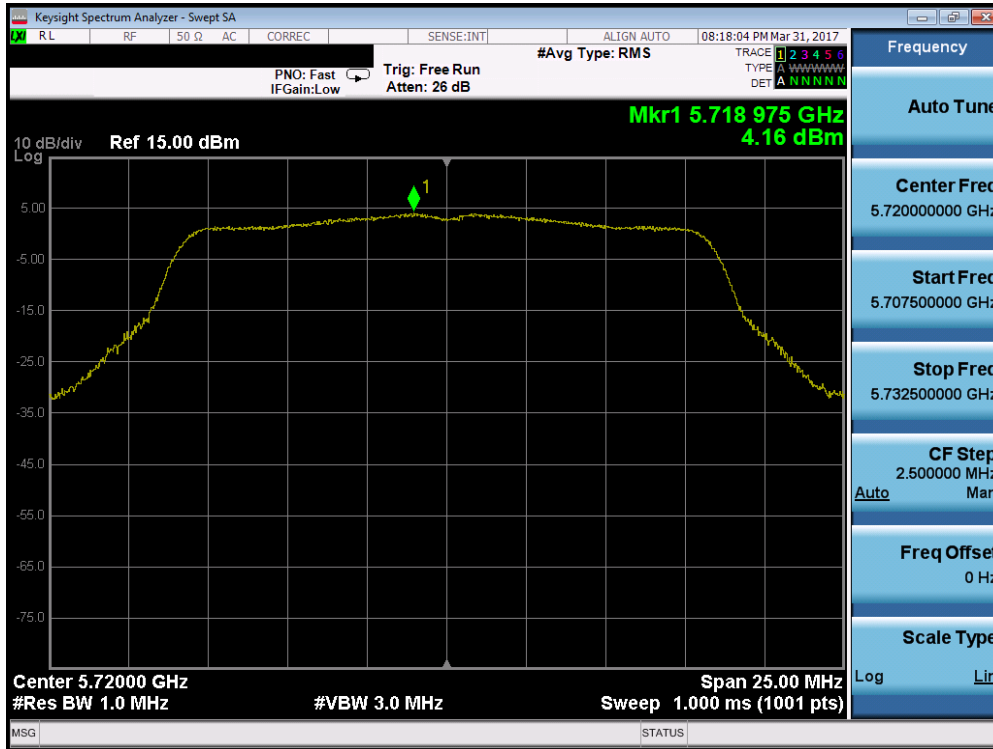 Keysight Spectrum Analyzer - Swept SA
LXI RL RF 50 Ω AC CORREC SENSE:INT ALIGN AUTO 08:18:04 PM Mar 31, 2017
PNO: Fast
IFGain:Low
Trig: Free Run
Atten: 26 dB
#Avg Type: RMS
TRACE 1 2 3 4 5 6
TYPE A WWWWW
DET A N N N N N
Mkr1 5.718 975 GHz
4.16 dBm
10 dB/div Ref 15.00 dBm
Log
1
5.00
-5.00
-15.0
-25.0
-35.0
-45.0
-55.0
-65.0
-75.0
Center 5.72000 GHz Span 25.00 MHz
#Res BW 1.0 MHz #VBW 3.0 MHz Sweep 1.000 ms (1001 pts)
MSG STATUS
Frequency
Auto Tune
Center Freq
5.720000000 GHz
Start Freq
5.707500000 GHz
Stop Freq
5.732500000 GHz
CF Step
2.500000 MHz
Auto Man
Freq Offset
0 Hz
Scale Type
Log Lin